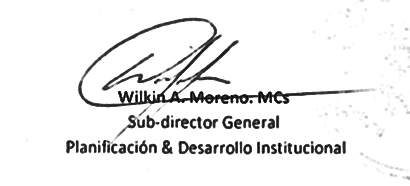 Wilkin A. Moreno. MCs
Sub-director General
Planificación & Desarrollo Institucional